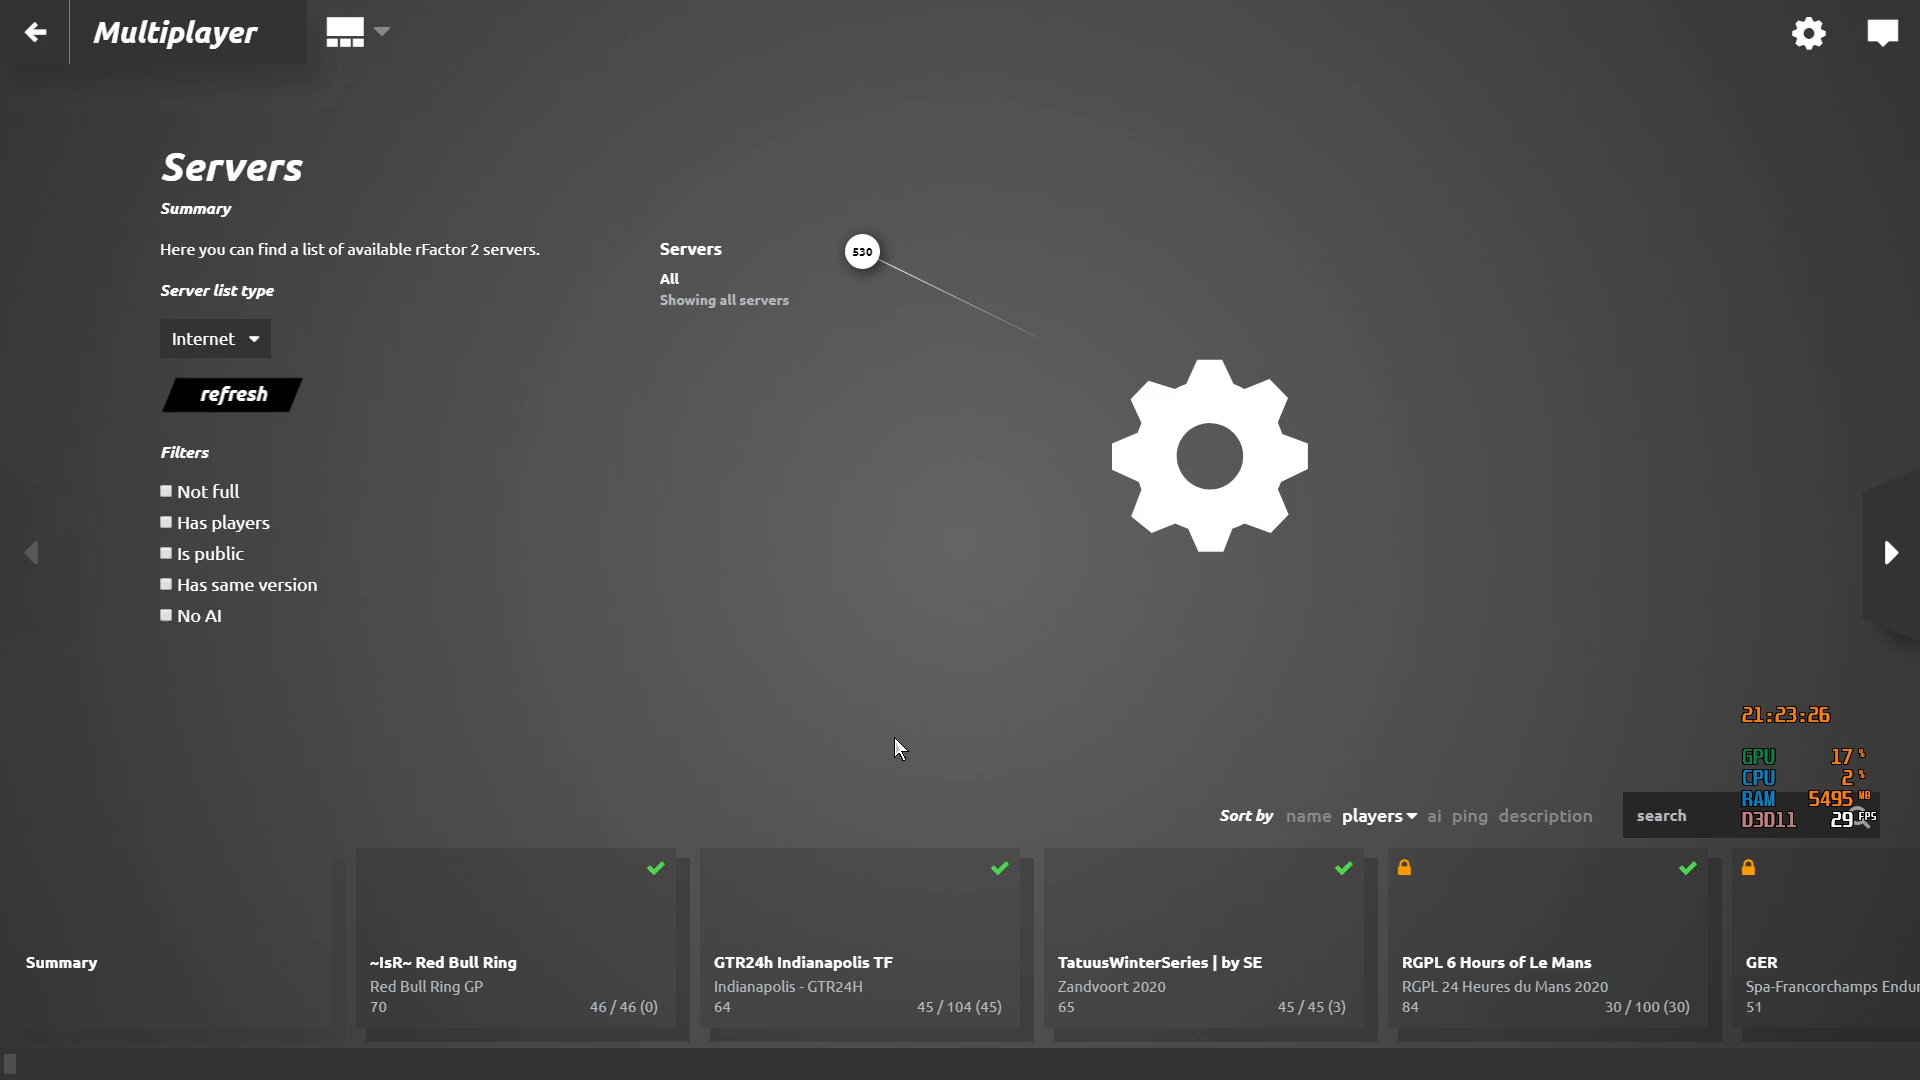 Multiplayer
Servers
Summary
Here you can find a list of available rFactor 2 servers.
Server list type
Internet
refresh
Filters
Not full
Has players
Is public
Has same version
No AI
Servers
530
All
Showing all servers
21:23:26
GPU 17 %
CPU 2 %
RAM 5495 MB
D3D11 29 FPS
Sort by name players ai ping description
search
Summary
~IsR~ Red Bull Ring
Red Bull Ring GP
70 46 / 46 (0)
GTR24h Indianapolis TF
Indianapolis - GTR24H
64 45 / 104 (45)
TatuusWinterSeries | by SE
Zandvoort 2020
65 45 / 45 (3)
RGPL 6 Hours of Le Mans
RGPL 24 Heures du Mans 2020
84 30 / 100 (30)
GER
Spa-Francorchamps Endur
51